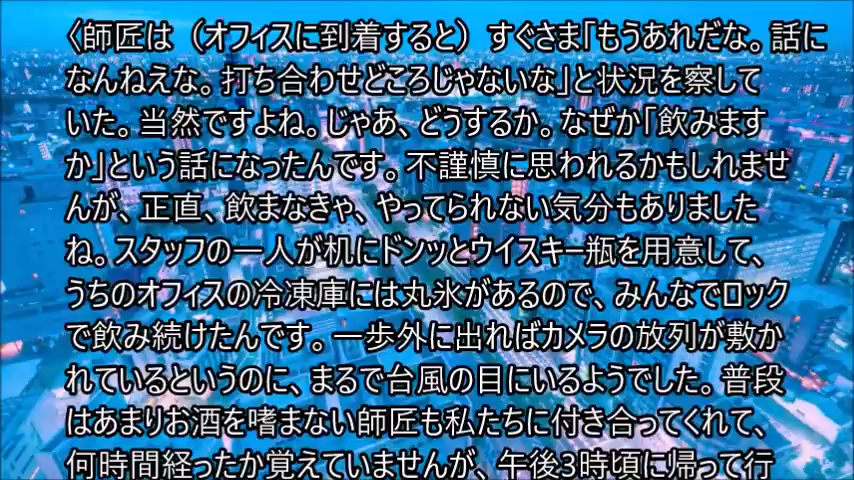 〈師匠は（オフィスに到着すると）すぐさま「もうあれだな。話に
なんねえな。打ち合わせどころじゃないな」と状況を察して
いた。当然ですよね。じゃあ、どうするか。なぜか「飲みます
か」という話になったんです。不謹慎に思われるかもしれませ
んが、正直、飲まなきゃ、やってられない気分もありました
ね。スタッフの一人が机にドンッとウイスキー瓶を用意して、
うちのオフィスの冷凍庫には丸氷があるので、みんなでロック
で飲み続けたんです。一歩外に出ればカメラの放列が敷か
れているというのに、まるで台風の目にいるようでした。普段
はあまりお酒を嗜まない師匠も私たちに付き合ってくれて、
何時間経ったか覚えていませんが、午後3時頃に帰って行